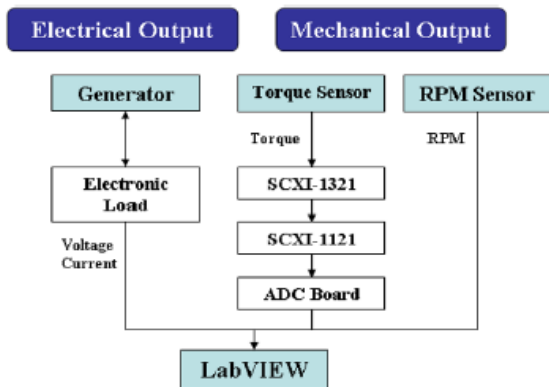 Electrical Output
Mechanical Output
Generator
Torque Sensor
RPM Sensor
Torque
RPM
Electronic
Load
SCXI-1321
Voltage
Current
SCXI-1121
ADC Board
LabVIEW